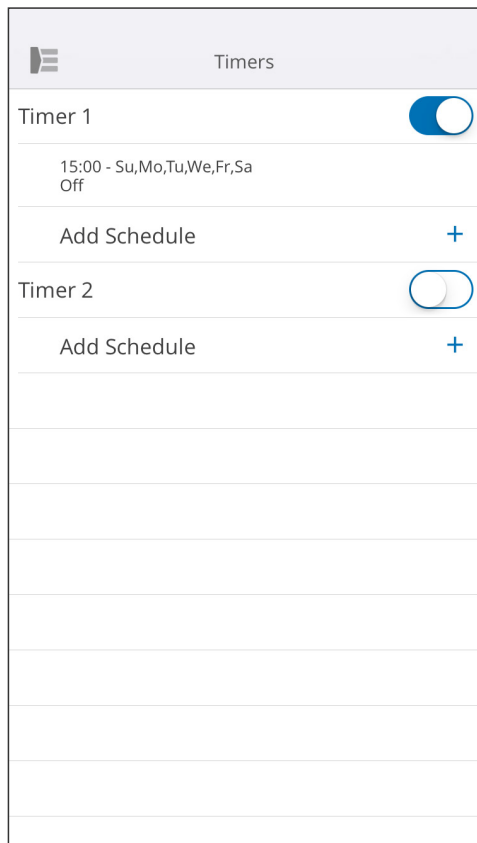 Timers
Timer 1
15:00 - Su,Mo,Tu,We,Fr,Sa
Off
Add Schedule +
Timer 2
Add Schedule +